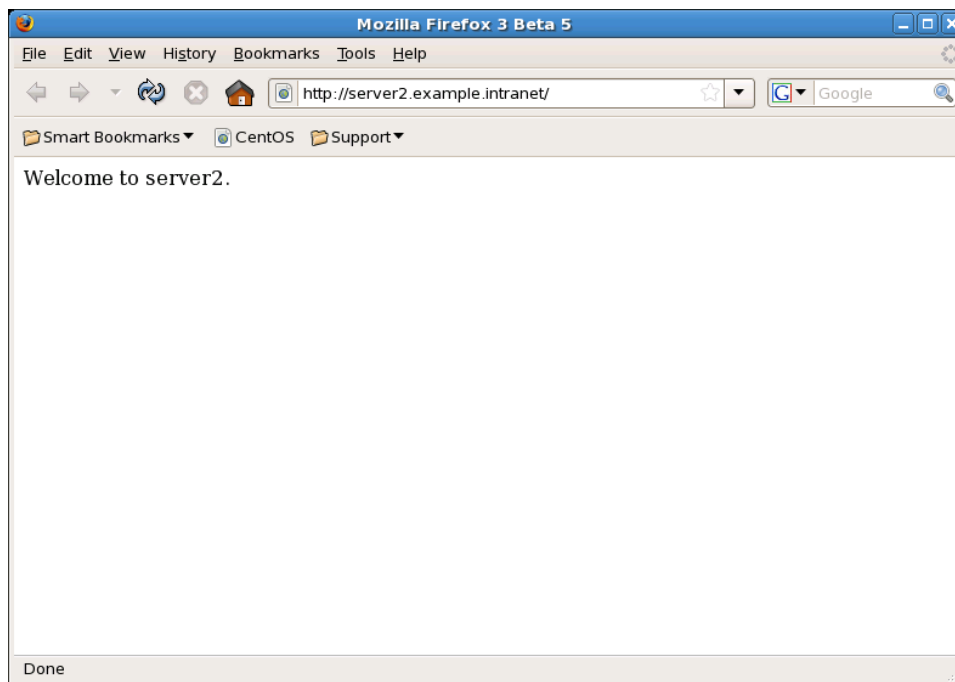 Mozilla Firefox 3 Beta 5
File Edit View History Bookmarks Tools Help
http://server2.example.intranet/ G Google
Smart Bookmarks CentOS Support
Welcome to server2.
Done